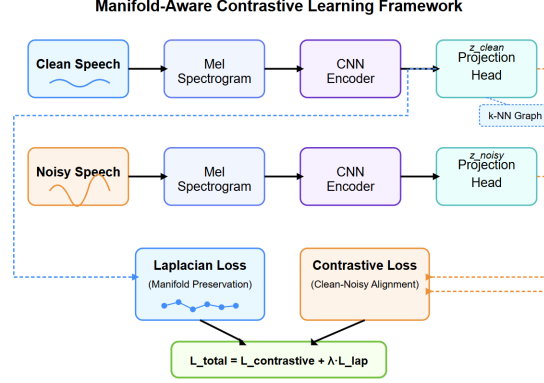 Manifold-Aware Contrastive Learning Framework
Clean Speech
Mel
Spectrogram
CNN
Encoder
z_clean
Projection
Head
k-NN Graph
Noisy Speech
Mel
Spectrogram
CNN
Encoder
z_noisy
Projection
Head
Laplacian Loss
(Manifold Preservation)
Contrastive Loss
(Clean-Noisy Alignment)
L_total = L_contrastive + λ·L_lap